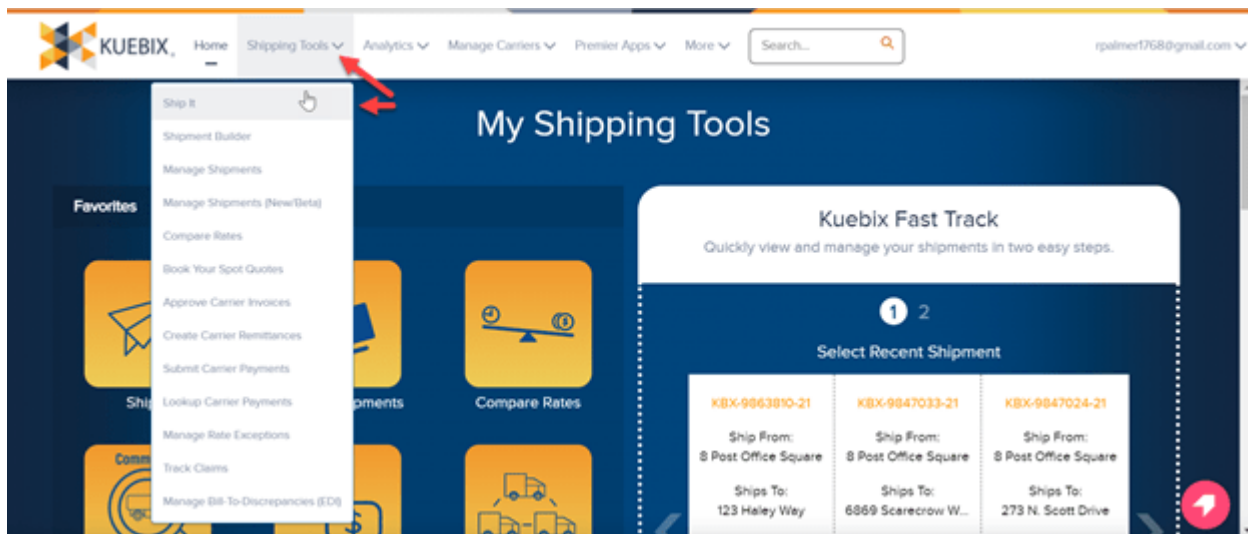 KUEBIX.
Home
Shipping Tools
Analytics
Manage Carriers
Premier Apps
More
Search...
rpalmer1768@gmail.com
Ship It
Shipment Builder
Manage Shipments
Manage Shipments (New/Beta)
Compare Rates
Book Your Spot Quotes
Approve Carrier Invoices
Create Carrier Remittances
Submit Carrier Payments
Lookup Carrier Payments
Manage Rate Exceptions
Track Claims
Manage Bill-To-Discrepancies (EDI)
My Shipping Tools
Favorites
Ship
pments
Compare Rates
Comm
Kuebix Fast Track
Quickly view and manage your shipments in two easy steps.
1 2
Select Recent Shipment
KBX-9863810-21
Ship From:
8 Post Office Square
Ships To:
123 Haley Way
KBX-9847033-21
Ship From:
8 Post Office Square
Ships To:
6869 Scarecrow W...
KBX-9847024-21
Ship From:
8 Post Office Square
Ships To:
273 N. Scott Drive